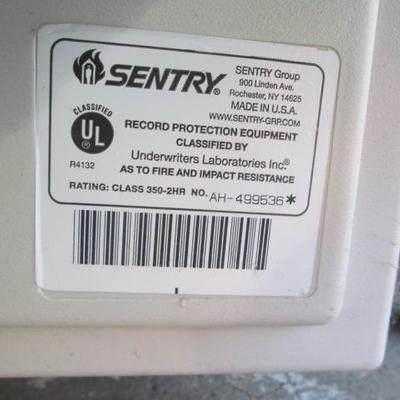 SENTRY®
SENTRY Group
900 Linden Ave.
Rochester, NY 14625
MADE IN U.S.A.
WWW.SENTRY-GRP.COM
CLASSIFIED
UL
®
R4132
RECORD PROTECTION EQUIPMENT
CLASSIFIED BY
Underwriters Laboratories Inc.®
AS TO FIRE AND IMPACT RESISTANCE
RATING: CLASS 350-2HR NO. AH-499536*